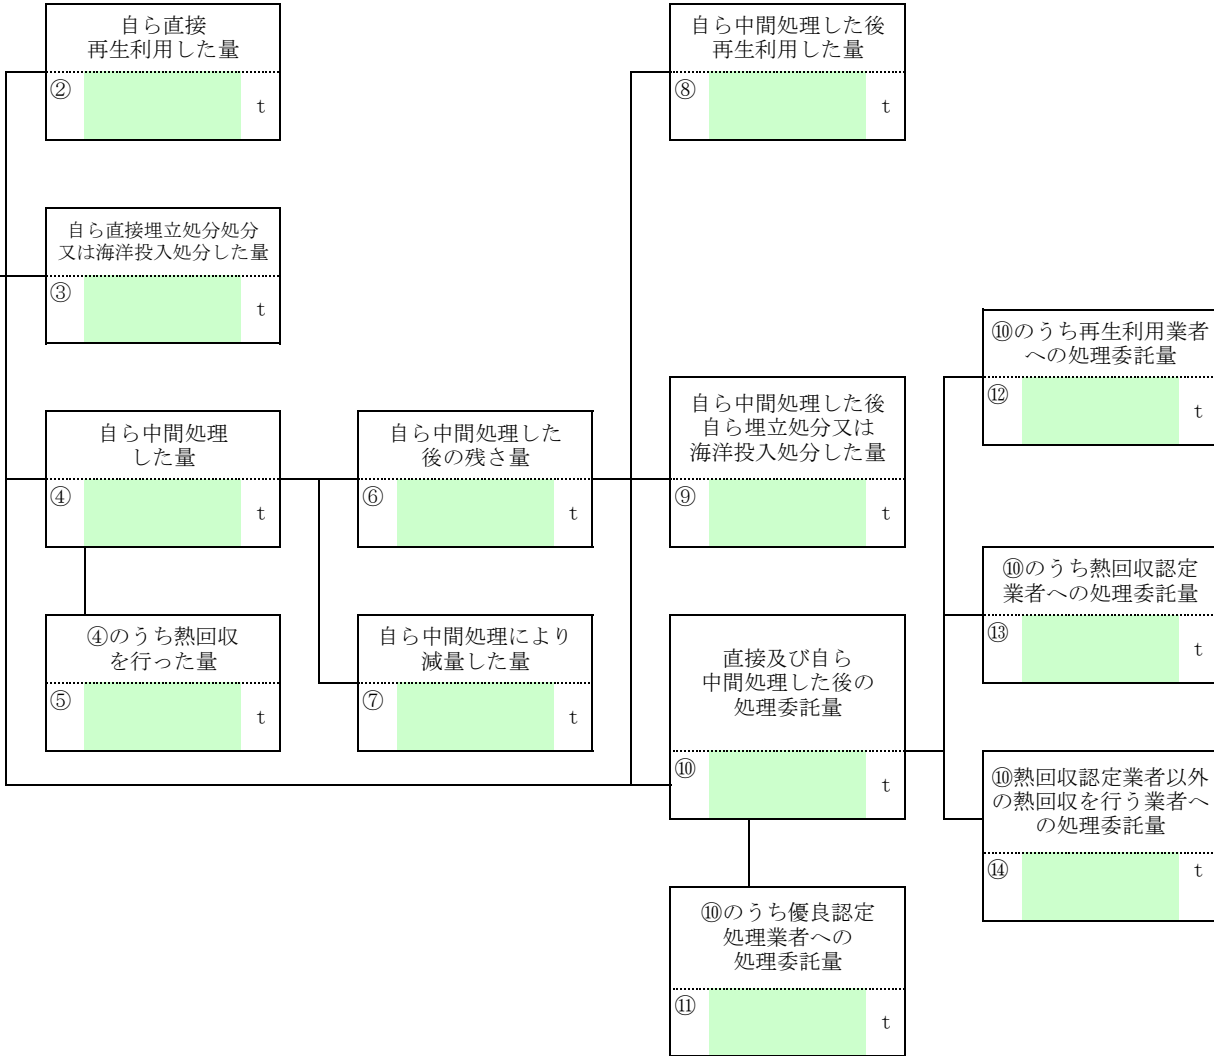 自ら直接
再生利用した量
②
t
自ら中間処理した後
再生利用した量
⑧
t
自ら直接埋立処分処分
又は海洋投入処分した量
③
t
⑩のうち再生利用業者
への処理委託量
⑫
t
自ら中間処理
した量
④
t
自ら中間処理した
後の残さ量
⑥
t
自ら中間処理した後
自ら埋立処分又は
海洋投入処分した量
⑨
t
⑩のうち熱回収認定
業者への処理委託量
⑬
t
④のうち熱回収
を行った量
⑤
t
自ら中間処理により
減量した量
⑦
t
直接及び自ら
中間処理した後の
処理委託量
⑩
t
⑩熱回収認定業者以外
の熱回収を行う業者へ
の処理委託量
⑭
t
⑩のうち優良認定
処理業者への
処理委託量
⑪
t